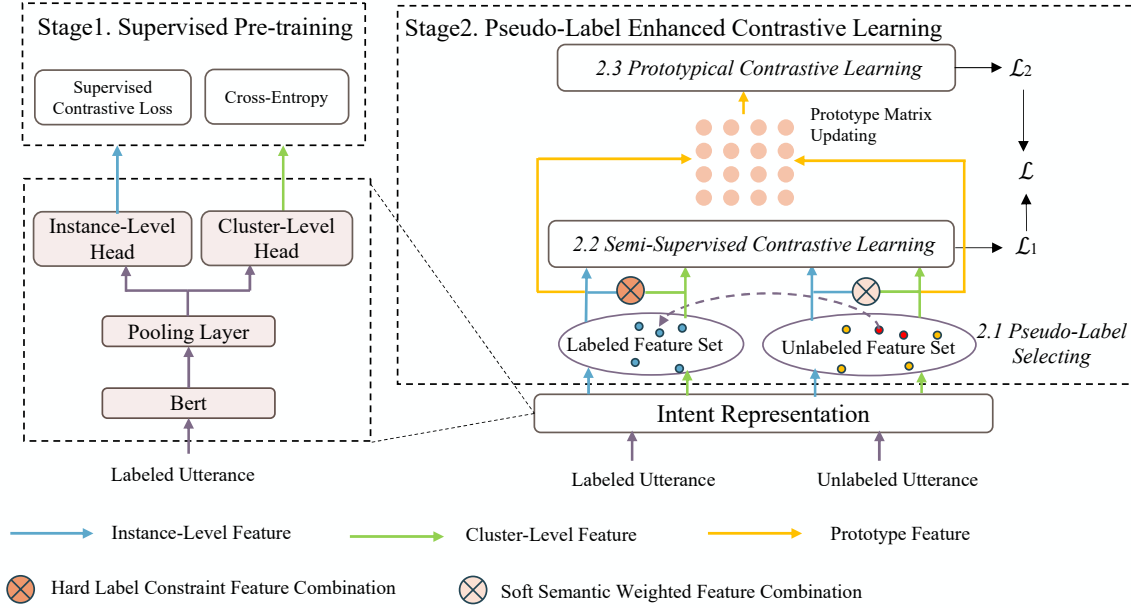 Stage1. Supervised Pre-training
Supervised
Contrastive Loss
Cross-Entropy
Instance-Level
Head
Cluster-Level
Head
Pooling Layer
Bert
Labeled Utterance
Stage2. Pseudo-Label Enhanced Contrastive Learning
2.3 Prototypical Contrastive Learning
ℒ2
Prototype Matrix
Updating
ℒ
2.2 Semi-Supervised Contrastive Learning
ℒ1
Labeled Feature Set
Unlabeled Feature Set
2.1 Pseudo-Label
Selecting
Intent Representation
Labeled Utterance
Unlabeled Utterance
Instance-Level Feature
Cluster-Level Feature
Prototype Feature
Hard Label Constraint Feature Combination
Soft Semantic Weighted Feature Combination